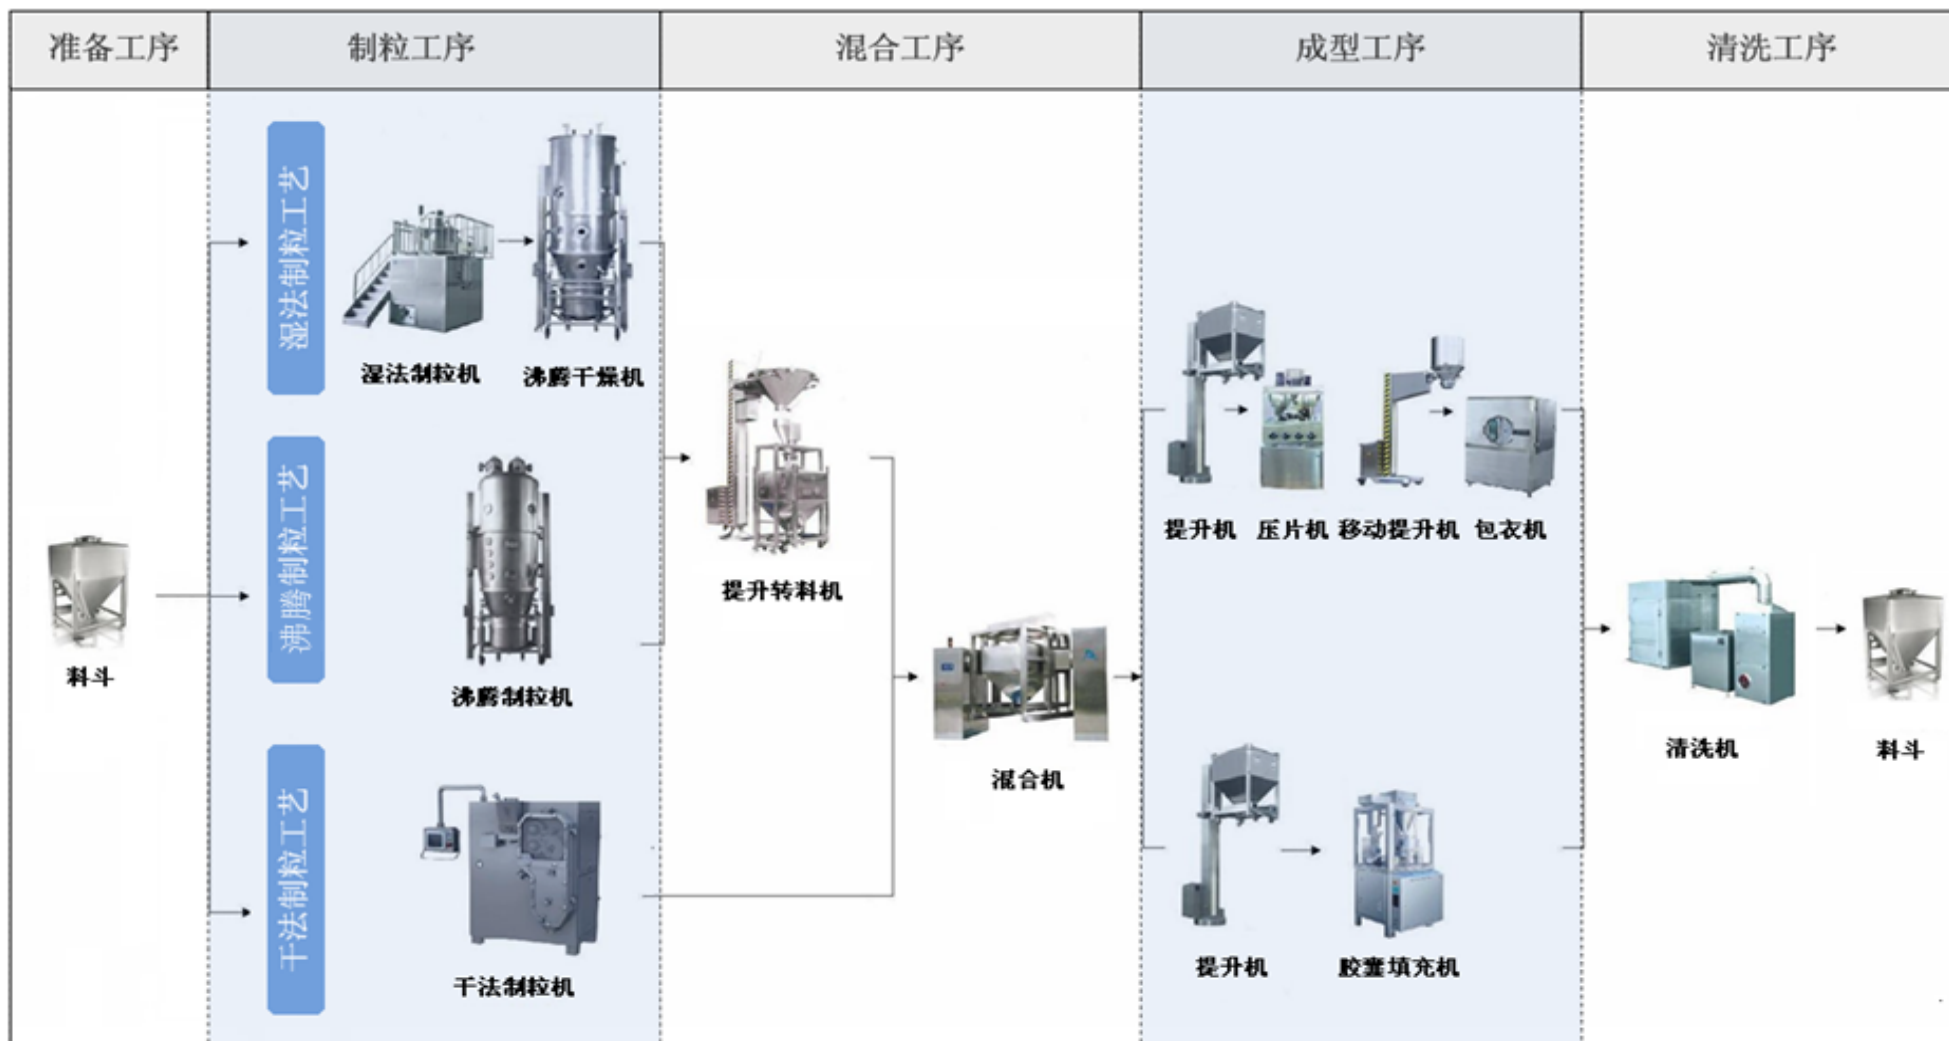 准备工序
制粒工序
混合工序
成型工序
清洗工序
湿法制粒工艺
湿法制粒机
沸腾干燥机
沸腾制粒工艺
沸腾制粒机
干法制粒工艺
干法制粒机
料斗
提升转料机
混合机
提升机
压片机
移动提升机
包衣机
提升机
胶囊填充机
清洗机
料斗